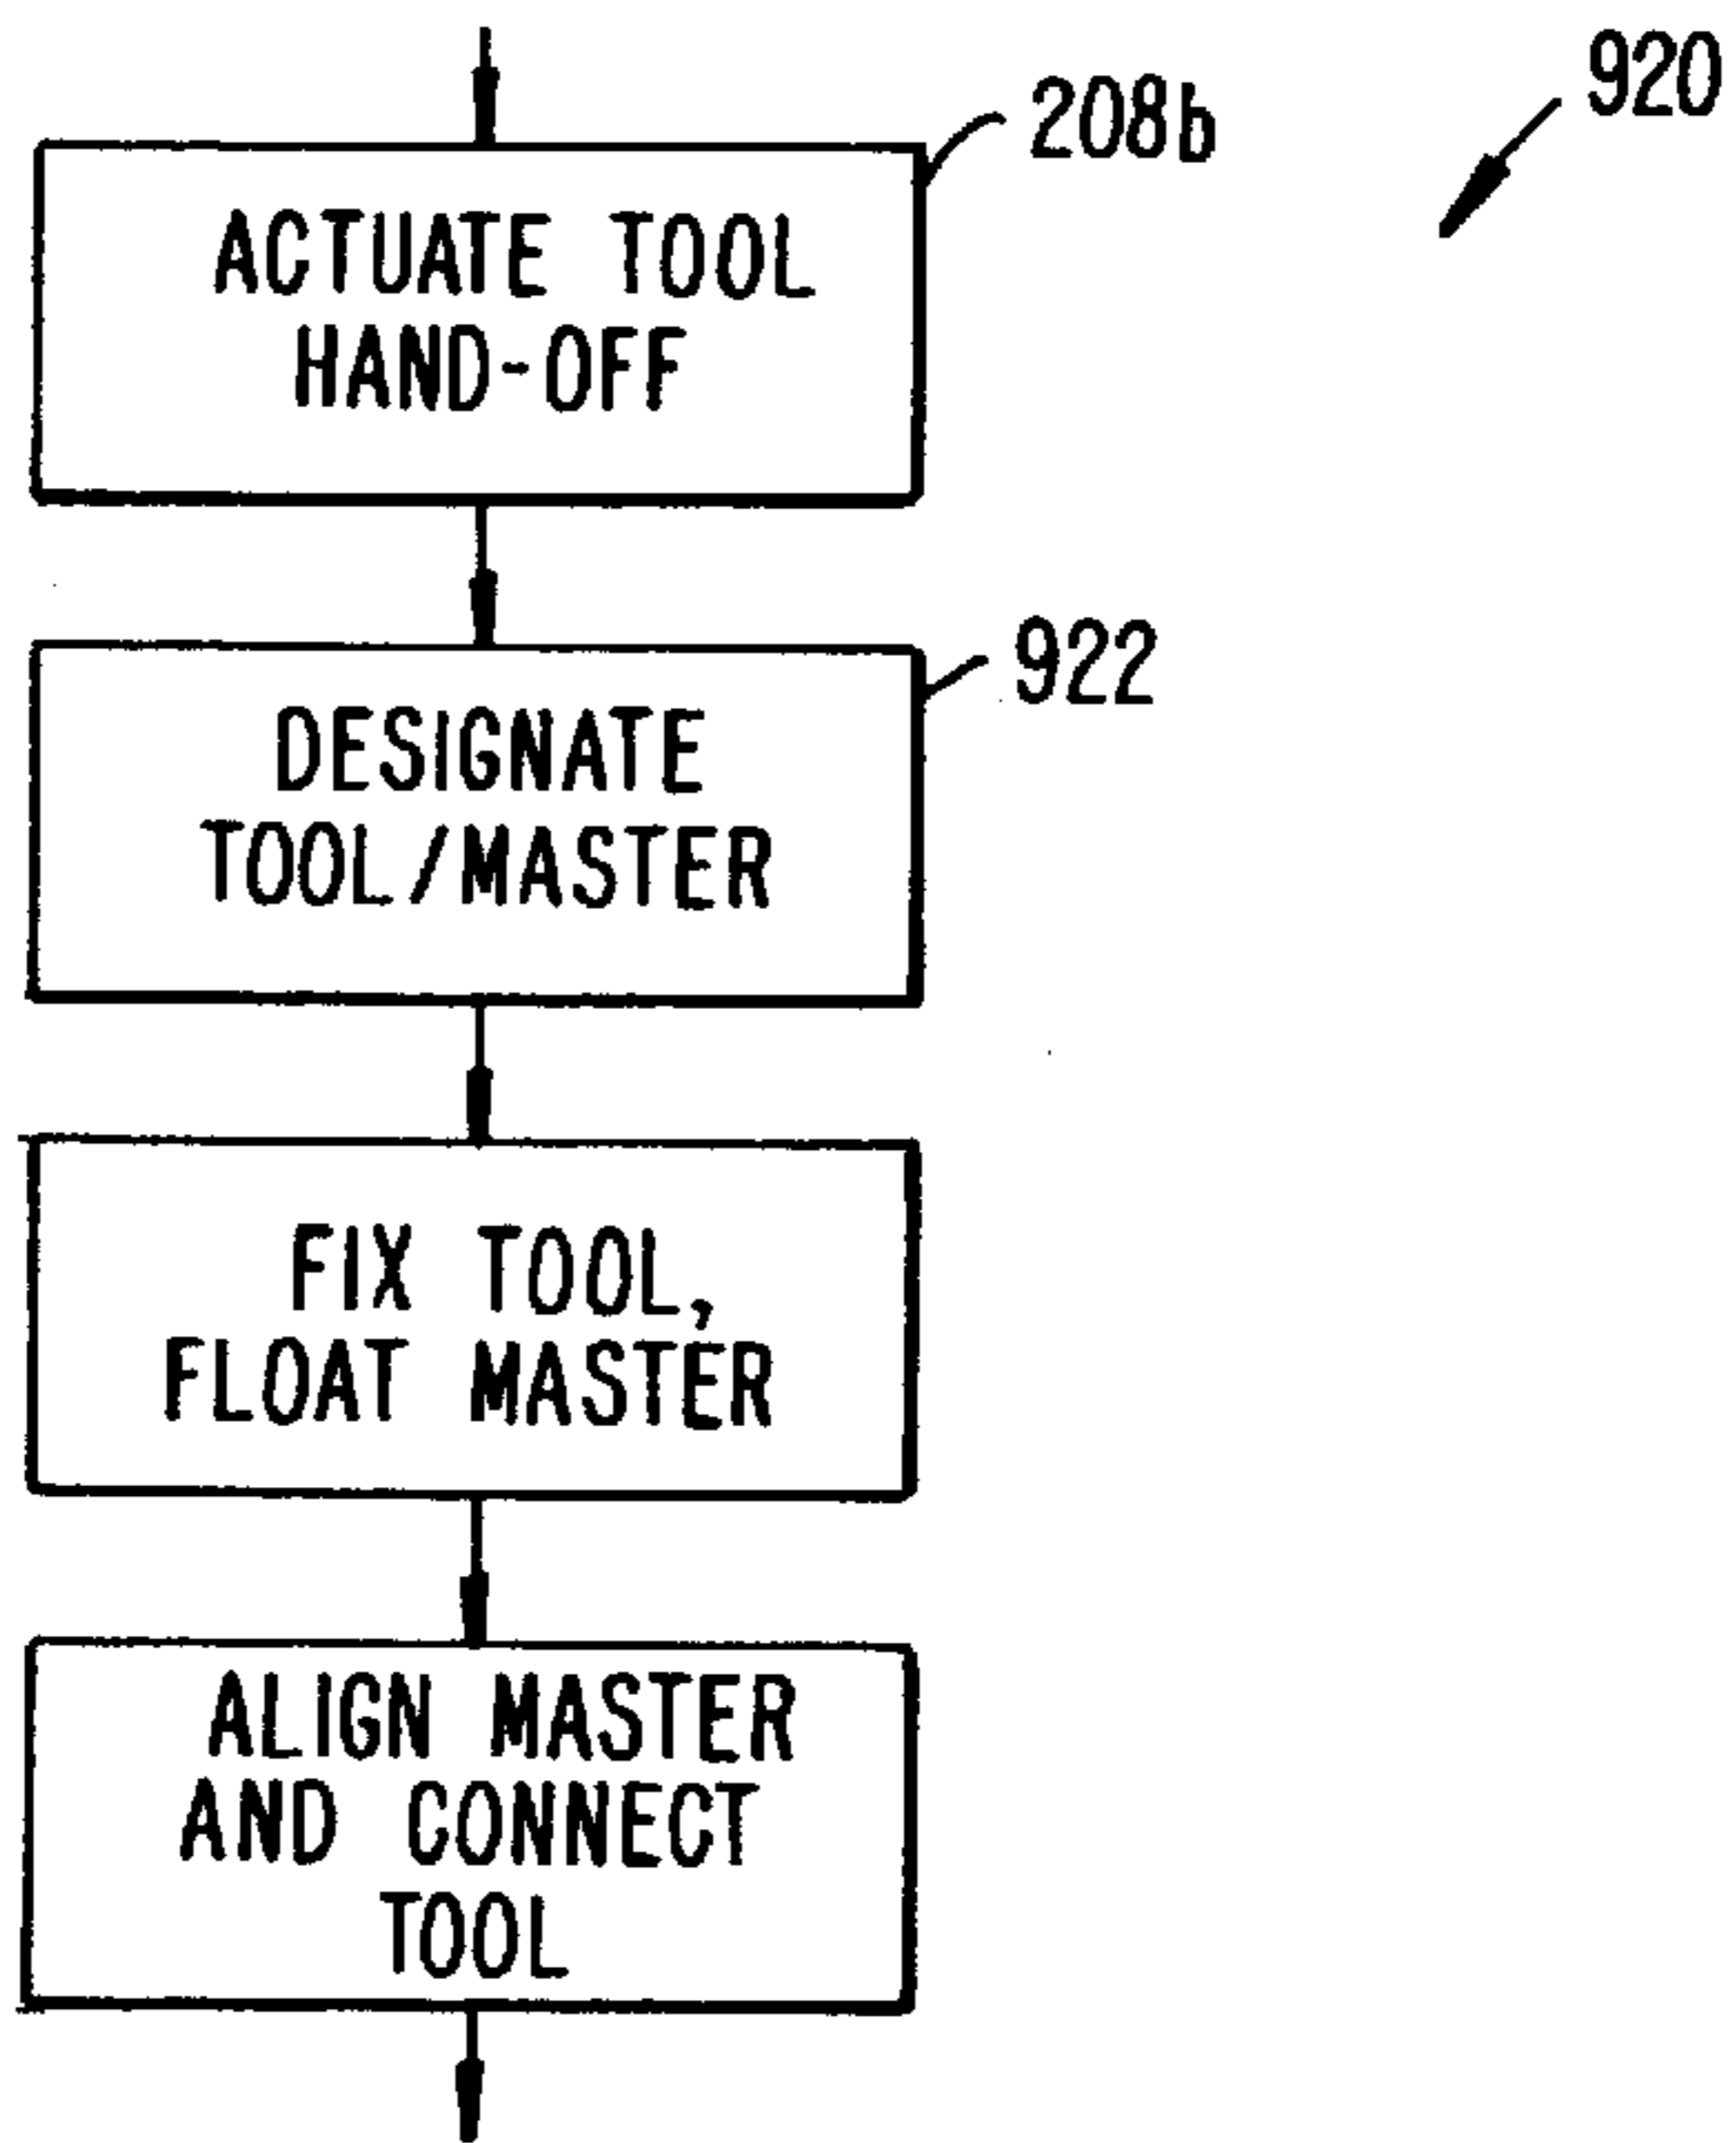 920
208b
ACTUATE TOOL
HAND-OFF
922
DESIGNATE
TOOL/MASTER
FIX TOOL,
FLOAT MASTER
ALIGN MASTER
AND CONNECT
TOOL